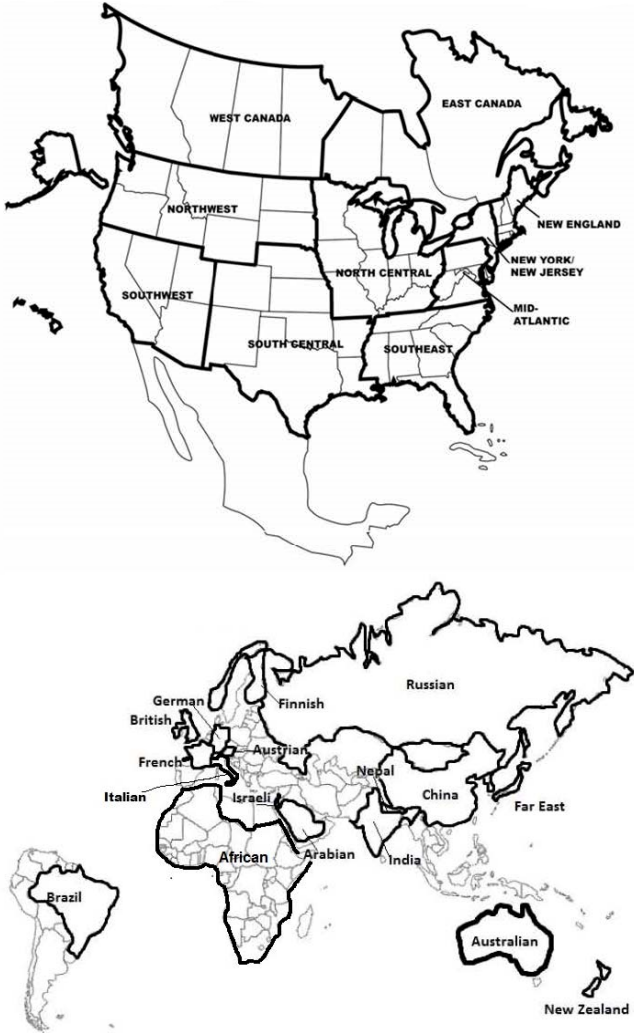 EAST CANADA
WEST CANADA
NORTHWEST
NEW ENGLAND
NEW YORK/
NEW JERSEY
NORTH CENTRAL
SOUTHWEST
MID-
ATLANTIC
SOUTH CENTRAL
SOUTHEAST
Russian
German
Finnish
British
Austrian
French
Nepal
Italian
Israeli
China
Far East
African
Arabian
India
Brazil
Australian
New Zealand